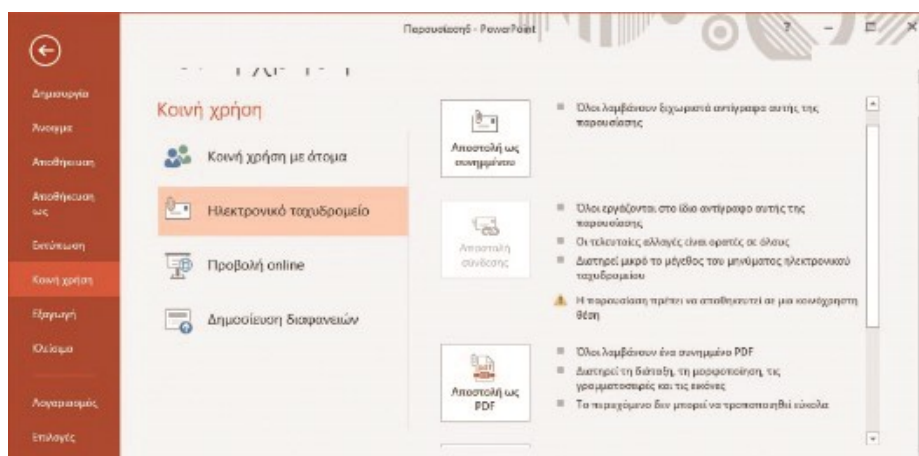 Παρουσίαση5 - PowerPoint
?
Δημιουργία
Άνοιγμα
Αποθήκευση
Αποθήκευση
ως
Εκτύπωση
Κοινή χρήση
Εξαγωγή
Κλείσιμο
Λογαριασμός
Επιλογές
Κοινή χρήση
Κοινή χρήση με άτομα
Ηλεκτρονικό ταχυδρομείο
Προβολή online
Δημοσίευση διαφανειών
Αποστολή ως
συνημμένου
Όλοι λαμβάνουν ξεχωριστά αντίγραφα αυτής της
παρουσίασης
Αποστολή
σύνδεσης
Όλοι εργάζονται στο ίδιο αντίγραφο αυτής της
παρουσίασης
Οι τελευταίες αλλαγές είναι ορατές σε όλους
Διατηρεί μικρό το μέγεθος του μηνύματος ηλεκτρονικού
ταχυδρομείου
Η παρουσίαση πρέπει να αποθηκευτεί σε μια κοινόχρηστη
θέση
Αποστολή ως
PDF
Όλοι λαμβάνουν ένα συνημμένο PDF
Διατηρεί τη διάταξη, τη μορφοποίηση, τις
γραμματοσειρές και τις εικόνες
Το περιεχόμενο δεν μπορεί να τροποποιηθεί εύκολα